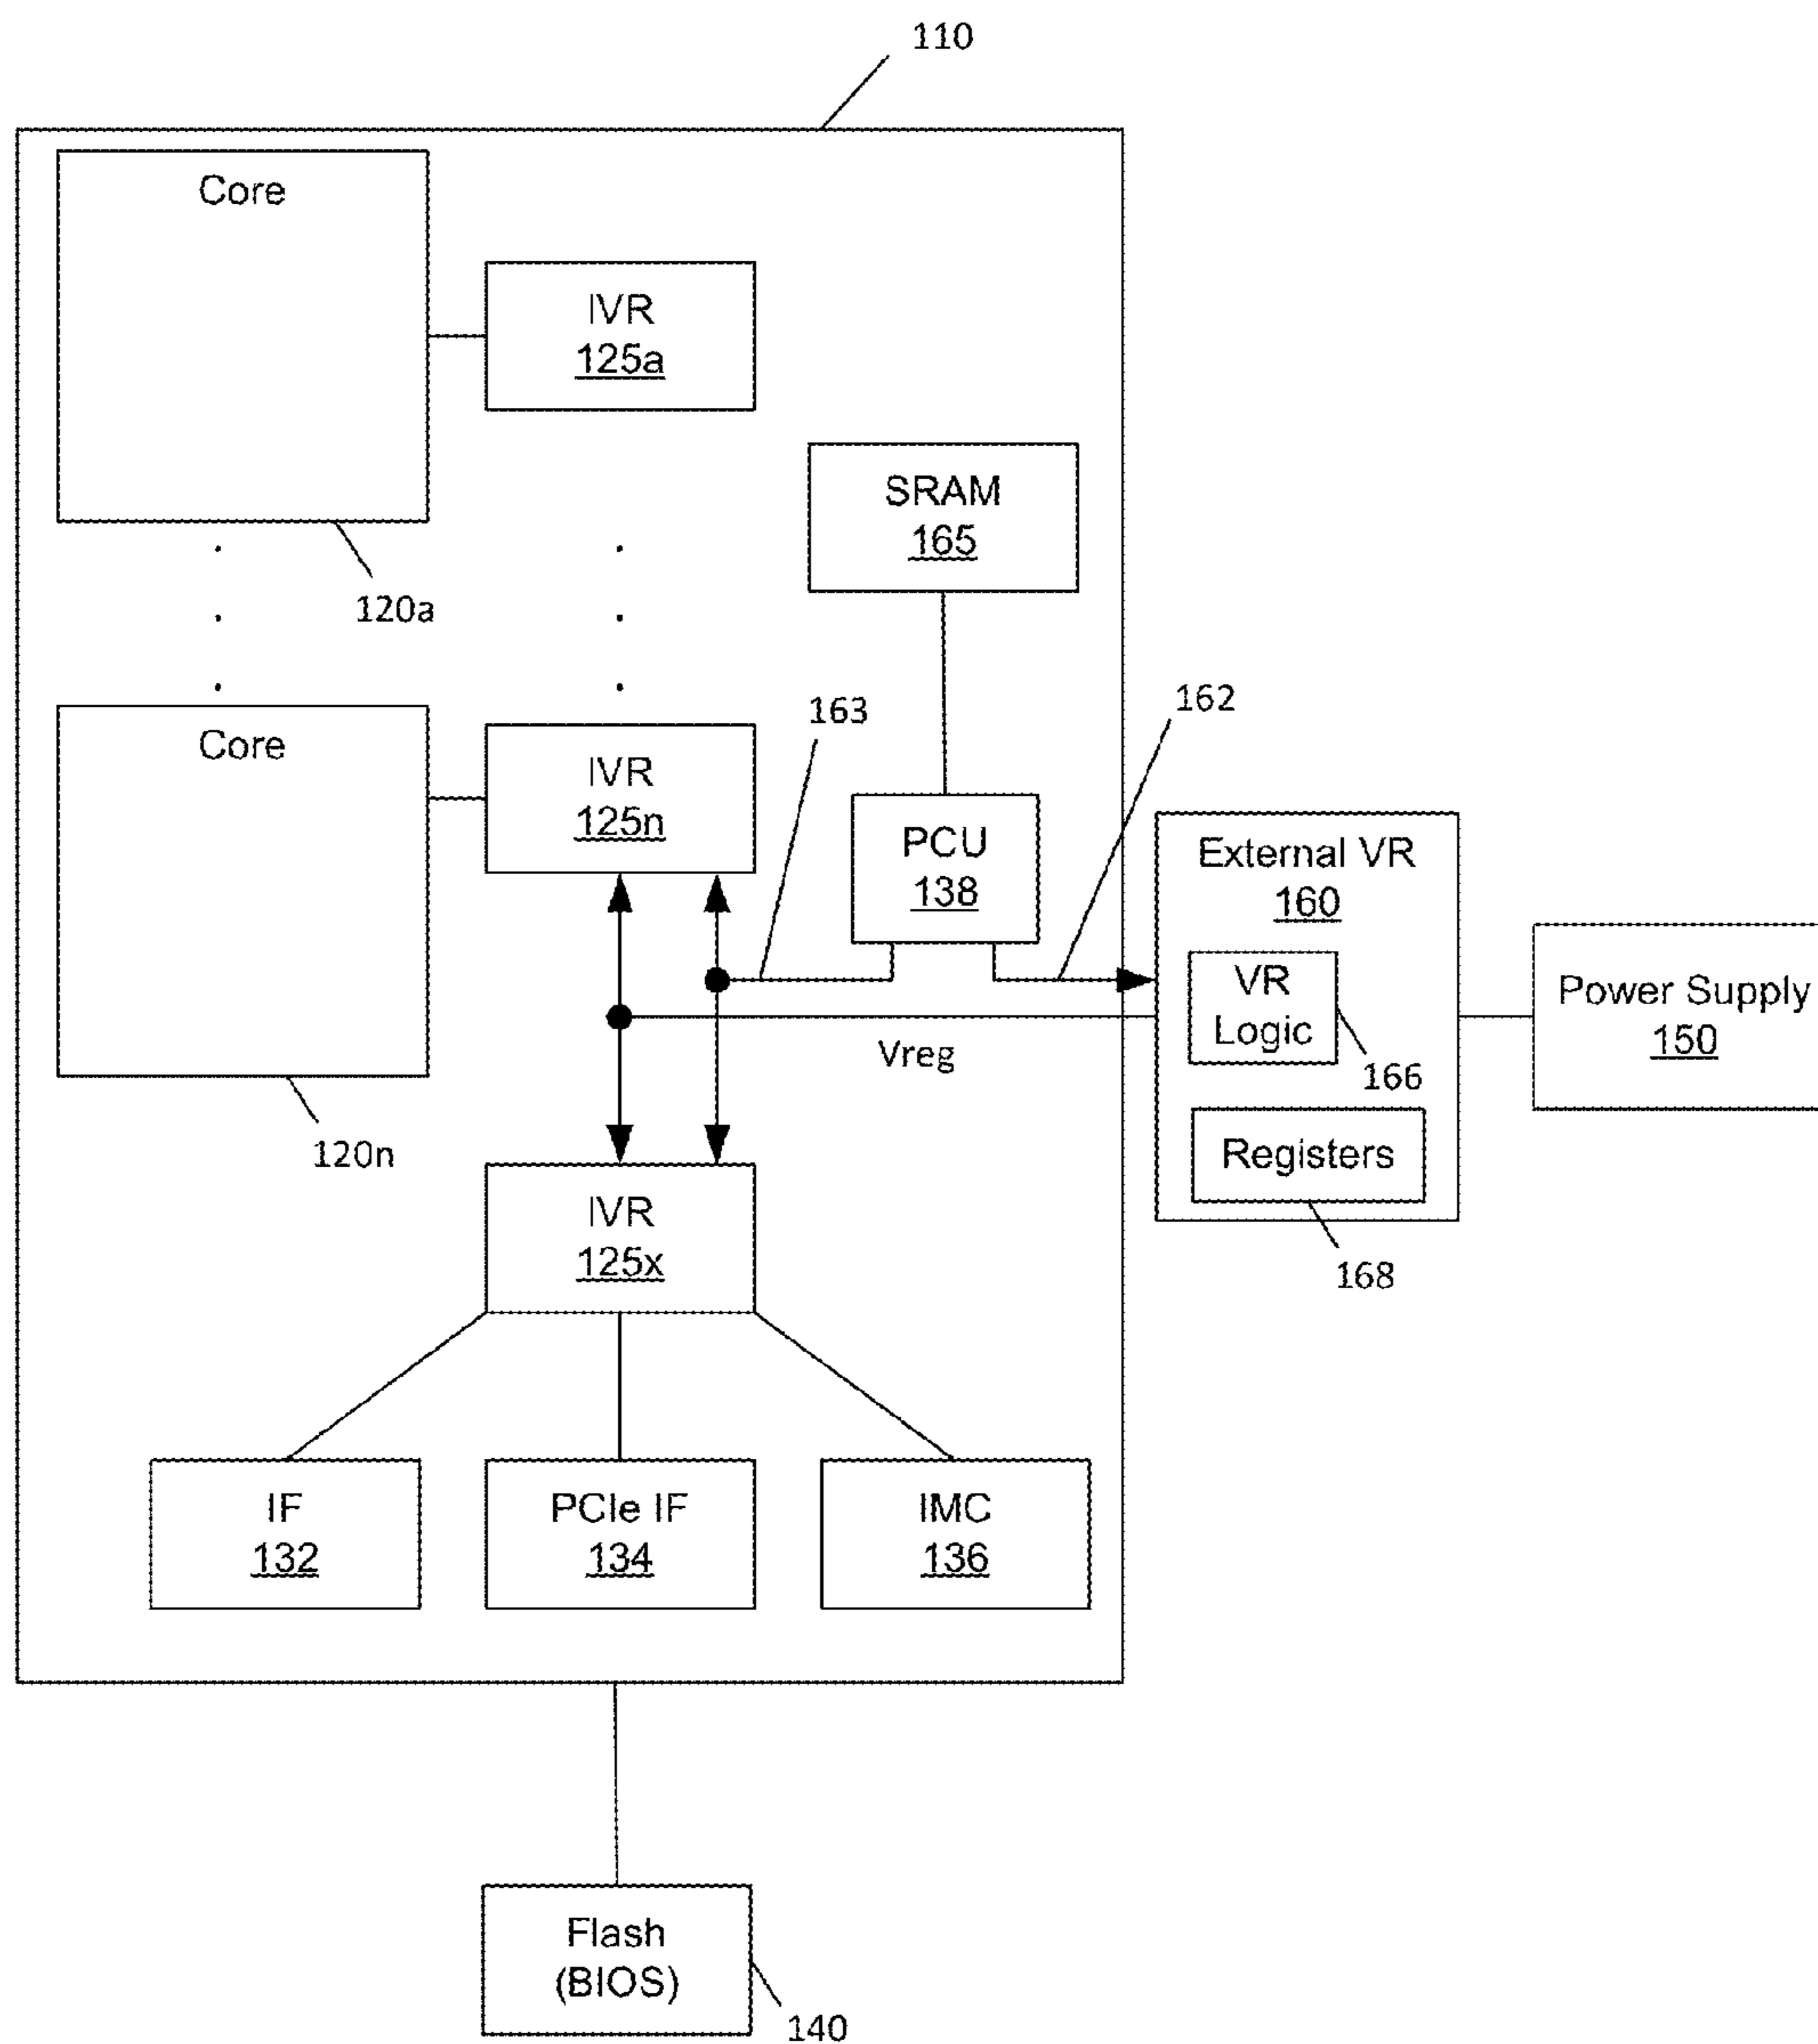 110
Core
IVR
125a
SRAM
165
120a
Core
IVR
125n
163
162
PCU
138
External VR
160
VR
Logic
166
Registers
168
Power Supply
150
Vreg
120n
IVR
125x
IF
132
PCIe IF
134
IMC
136
Flash
(BIOS)
140